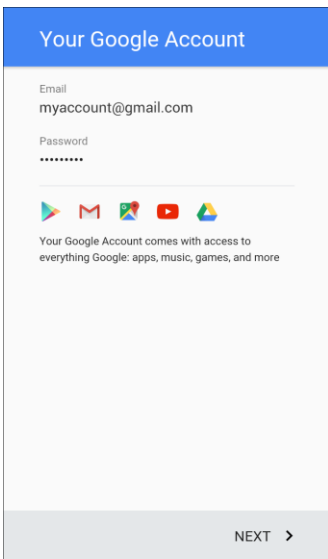 Your Google Account
Email
myaccount@gmail.com
Password
•••••••••
Your Google Account comes with access to
everything Google: apps, music, games, and more
NEXT